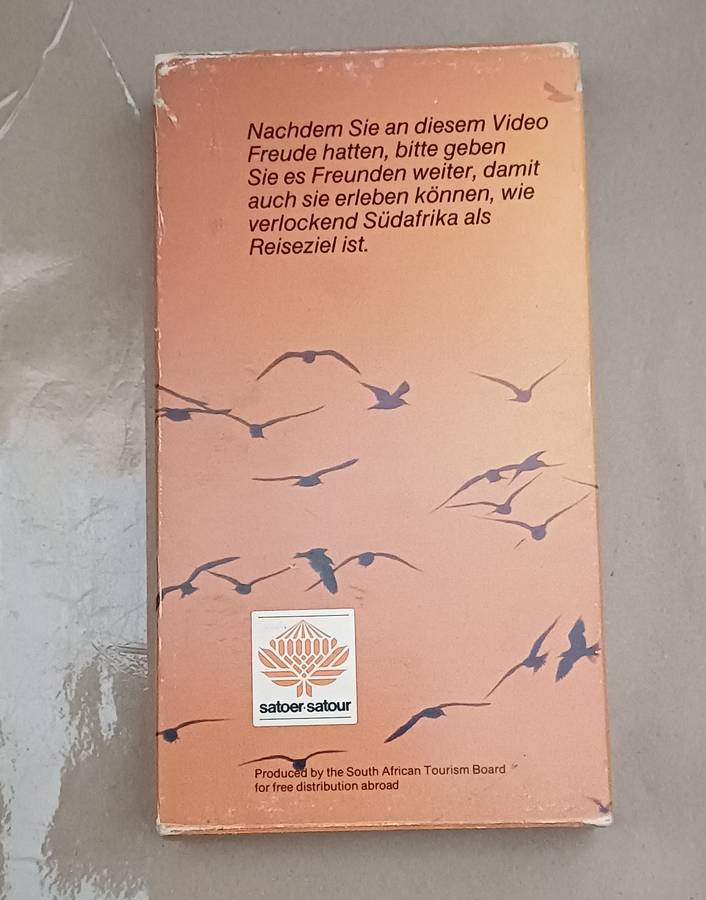 Nachdem Sie an diesem Video
Freude hatten, bitte geben
Sie es Freunden weiter, damit
auch sie erleben können, wie
verlockend Südafrika als
Reiseziel ist.
satoer·satour
Produced by the South African Tourism Board
for free distribution abroad